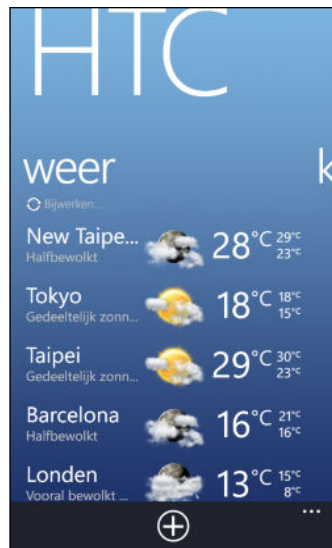 HTC
weer
k
Bijwerken...
New Taipe... 28°C 29°C
Halfbewolkt 23°C
Tokyo 18°C 18°C
Gedeeltelijk zonn... 15°C
Taipei 29°C 30°C
Gedeeltelijk zonn... 23°C
Barcelona 16°C 21°C
Halfbewolkt 16°C
Londen 13°C 15°C
Vooral bewolkt ... 8°C
...